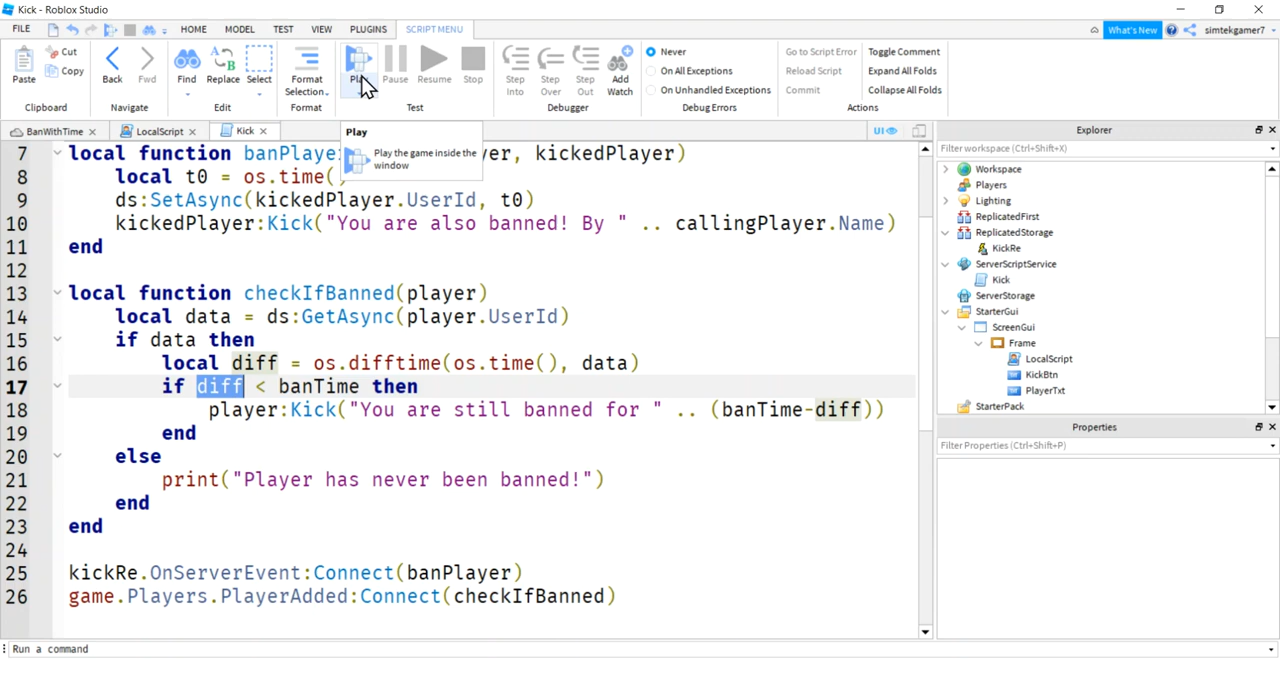 Kick - Roblox Studio
FILE HOME MODEL TEST VIEW PLUGINS SCRIPT MENU What's New simtekgamer7
Paste Cut Copy Clipboard
Back Fwd Navigate
Find Replace Select Edit
Format Selection Format
Play Pause Resume Stop Test
Step Into Step Over Step Out Add Watch Debugger
Never
On All Exceptions
On Unhandled Exceptions
Debug Errors
Go to Script Error
Reload Script
Commit
Toggle Comment
Expand All Folds
Collapse All Folds
Actions
BanWithTime LocalScript Kick UI
Play
Play the game inside the window
7 local function banPlaye yer, kickedPlayer)
8 local t0 = os.time()
9 ds:SetAsync(kickedPlayer.UserId, t0)
10 kickedPlayer:Kick("You are also banned! By " .. callingPlayer.Name)
11 end
12
13 local function checkIfBanned(player)
14 local data = ds:GetAsync(player.UserId)
15 if data then
16 local diff = os.difftime(os.time(), data)
17 if diff < banTime then
18 player:Kick("You are still banned for " .. (banTime-diff))
19 end
20 else
21 print("Player has never been banned!")
22 end
23 end
24
25 kickRe.OnServerEvent:Connect(banPlayer)
26 game.Players.PlayerAdded:Connect(checkIfBanned)
Explorer
Filter workspace (Ctrl+Shift+X)
Workspace
Players
Lighting
ReplicatedFirst
ReplicatedStorage
KickRe
ServerScriptService
Kick
ServerStorage
StarterGui
ScreenGui
Frame
LocalScript
KickBtn
PlayerTxt
StarterPack
Properties
Filter Properties (Ctrl+Shift+P)
Run a command